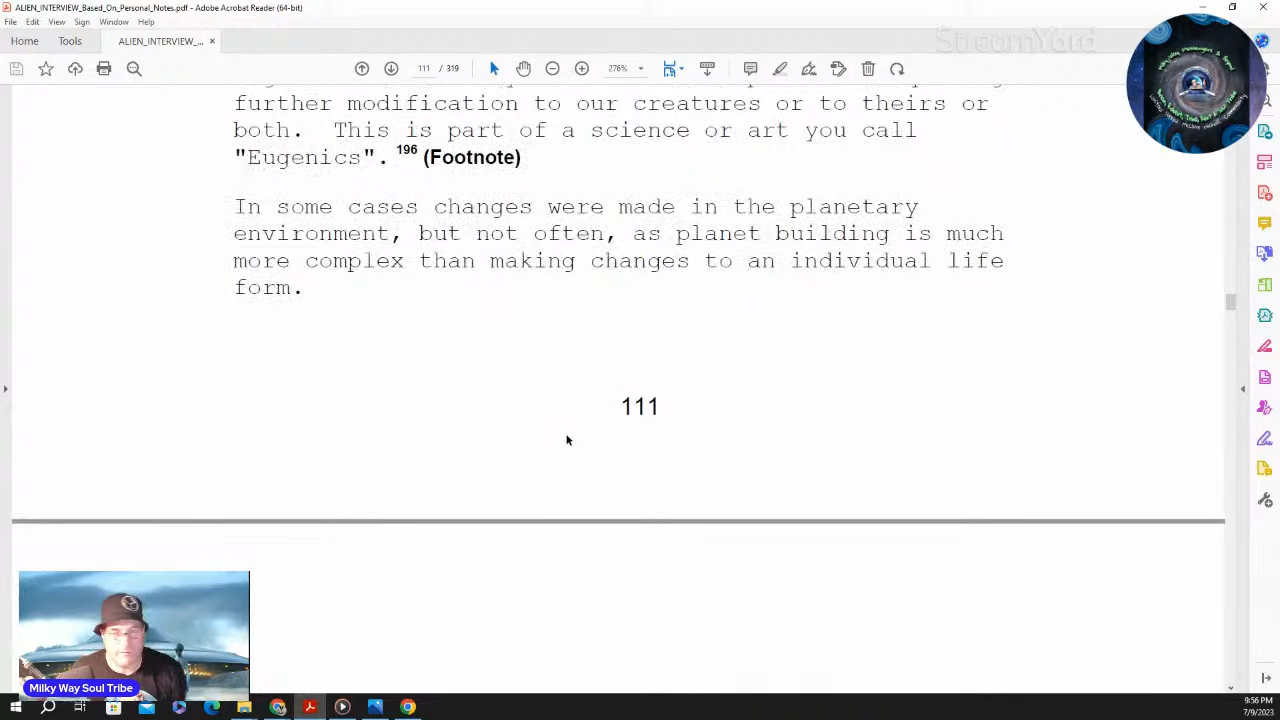 ALIEN_INTERVIEW_Based_On_Personal_Notes.pdf - Adobe Acrobat Reader (64-bit)
File Edit View Sign Window Help
StreamYard
Home Tools ALIEN_INTERVIEW_... ×
111 / 319 276%
further modification to our creatures or to theirs or
both. This is part of a science or art you call
"Eugenics". 196 (Footnote)
In some cases changes were made in the planetary
environment, but not often, as planet building is much
more complex than making changes to an individual life
form.
111
Milky Way Soul Tribe
9:56 PM
7/9/2023